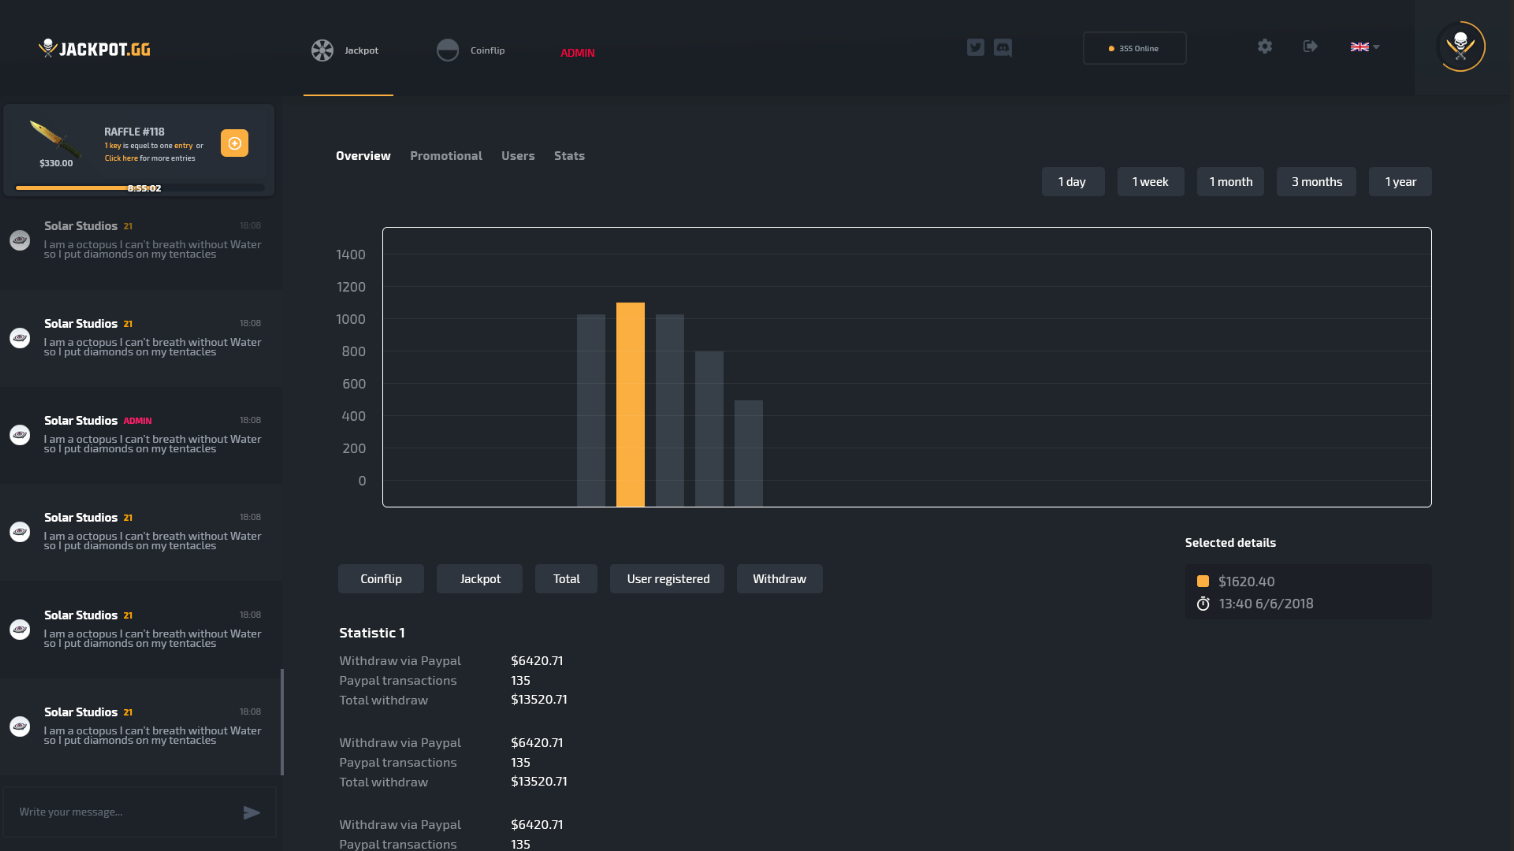 JACKPOT.GG
Jackpot
Coinflip
ADMIN
355 Online
RAFFLE #118
1 key is equal to one entry or
Click here for more entries
$330.00
8:55:02
Solar Studios 21 18:08
I am a octopus I can't breath without Water
so I put diamonds on my tentacles
Solar Studios 21 18:08
I am a octopus I can't breath without Water
so I put diamonds on my tentacles
Solar Studios ADMIN 18:08
I am a octopus I can't breath without Water
so I put diamonds on my tentacles
Solar Studios 21 18:08
I am a octopus I can't breath without Water
so I put diamonds on my tentacles
Solar Studios 21 18:08
I am a octopus I can't breath without Water
so I put diamonds on my tentacles
Solar Studios 21 18:08
I am a octopus I can't breath without Water
so I put diamonds on my tentacles
Write your message...
Overview Promotional Users Stats
1 day 1 week 1 month 3 months 1 year
1400
1200
1000
800
600
400
200
0
Coinflip Jackpot Total User registered Withdraw
Selected details
$1620.40
13:40 6/6/2018
Statistic 1
Withdraw via Paypal $6420.71
Paypal transactions 135
Total withdraw $13520.71
Withdraw via Paypal $6420.71
Paypal transactions 135
Total withdraw $13520.71
Withdraw via Paypal $6420.71
Paypal transactions 135